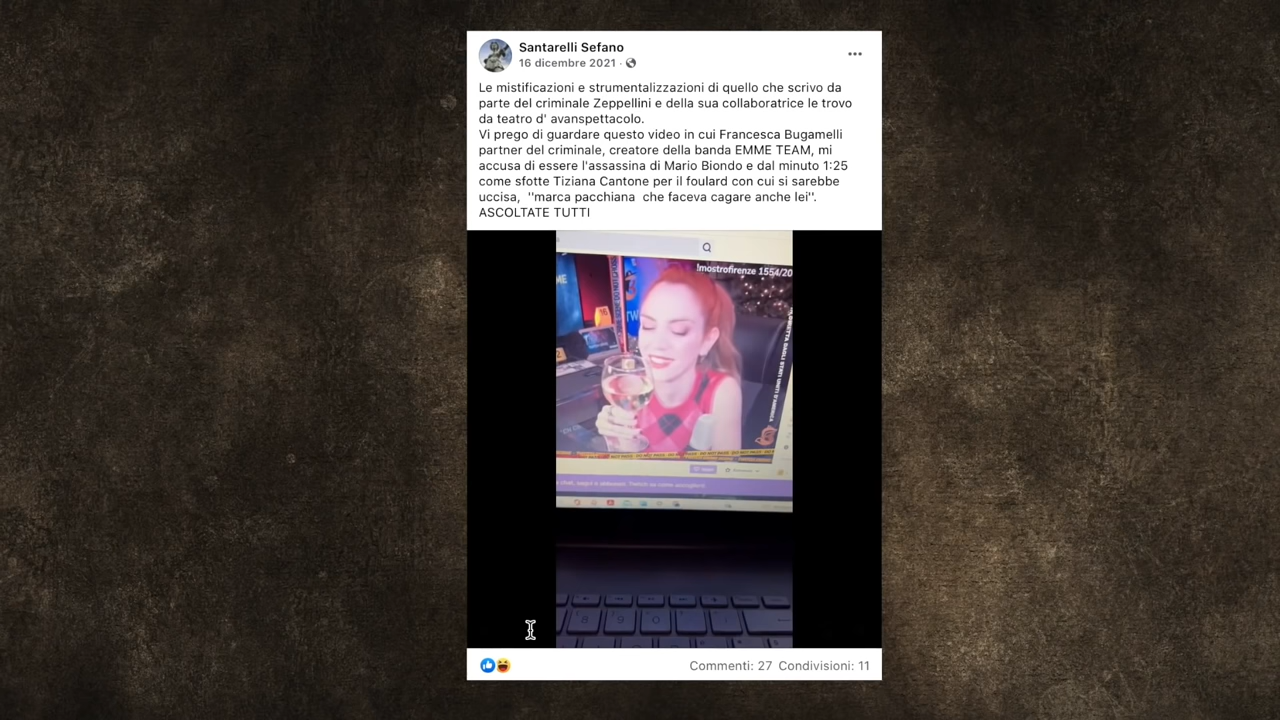 Santarelli Sefano
16 dicembre 2021 ·
Le mistificazioni e strumentalizzazioni di quello che scrivo da
parte del criminale Zeppellini e della sua collaboratrice le trovo
da teatro d' avanspettacolo.
Vi prego di guardare questo video in cui Francesca Bugamelli
partner del criminale, creatore della banda EMME TEAM, mi
accusa di essere l'assassina di Mario Biondo e dal minuto 1:25
come sfotte Tiziana Cantone per il foulard con cui si sarebbe
uccisa, ''marca pacchiana che faceva cagare anche lei''.
ASCOLTATE TUTTI
!mostrofirenze 1554/20
8 9 0
Commenti: 27 Condivisioni: 11